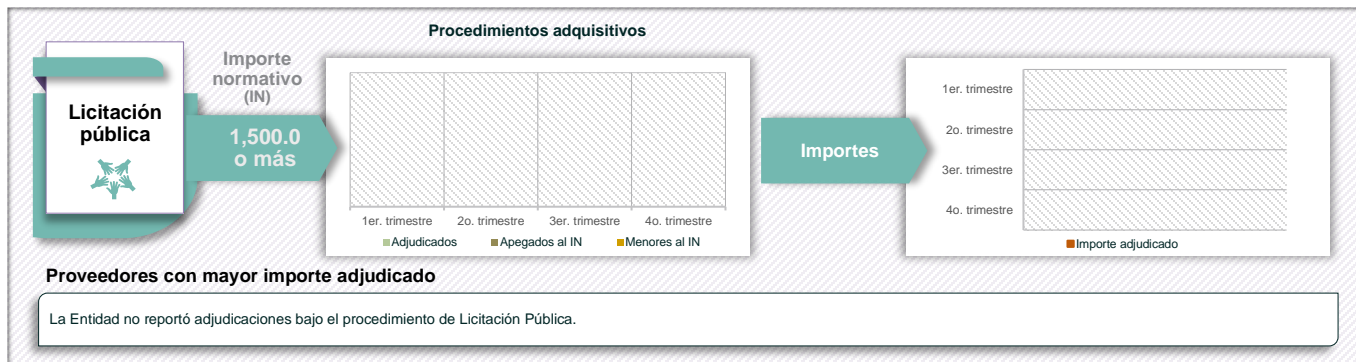 Procedimientos adquisitivos
Licitación
pública
Importe
normativo
(IN)
1,500.0
o más
1er. trimestre
2o. trimestre
3er. trimestre
4o. trimestre
Adjudicados
Apegados al IN
Menores al IN
Importes
1er. trimestre
2o. trimestre
3er. trimestre
4o. trimestre
Importe adjudicado
Proveedores con mayor importe adjudicado
La Entidad no reportó adjudicaciones bajo el procedimiento de Licitación Pública.